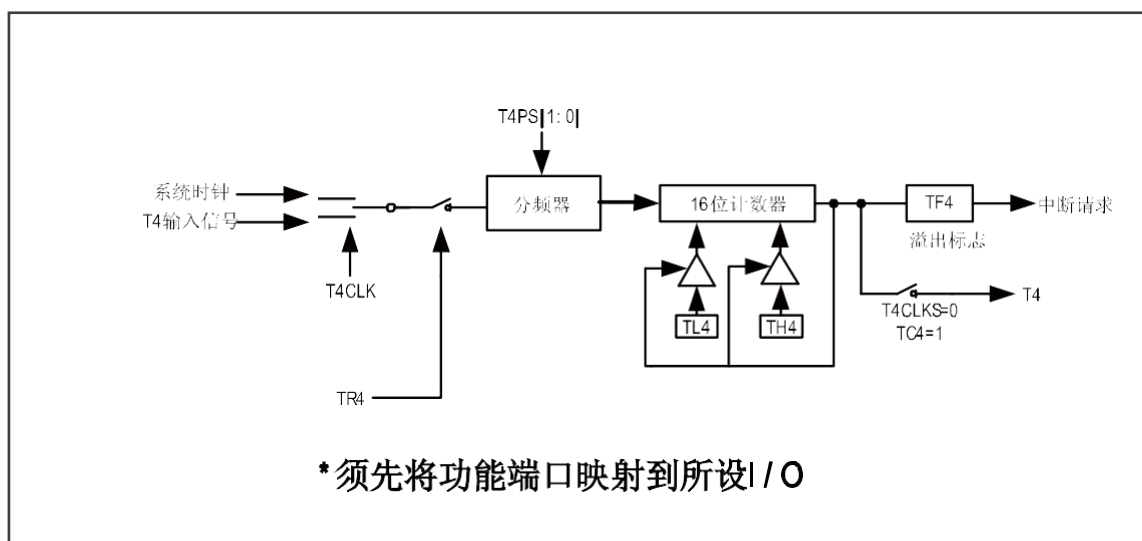 T4PS[1: 0]
系统时钟
T4输入信号
分频器
16位计数器
TF4
中断请求
溢出标志
T4CLK
TL4
TH4
T4
T4CLKS=0
TC4=1
TR4
*须先将功能端口映射到所设I / O